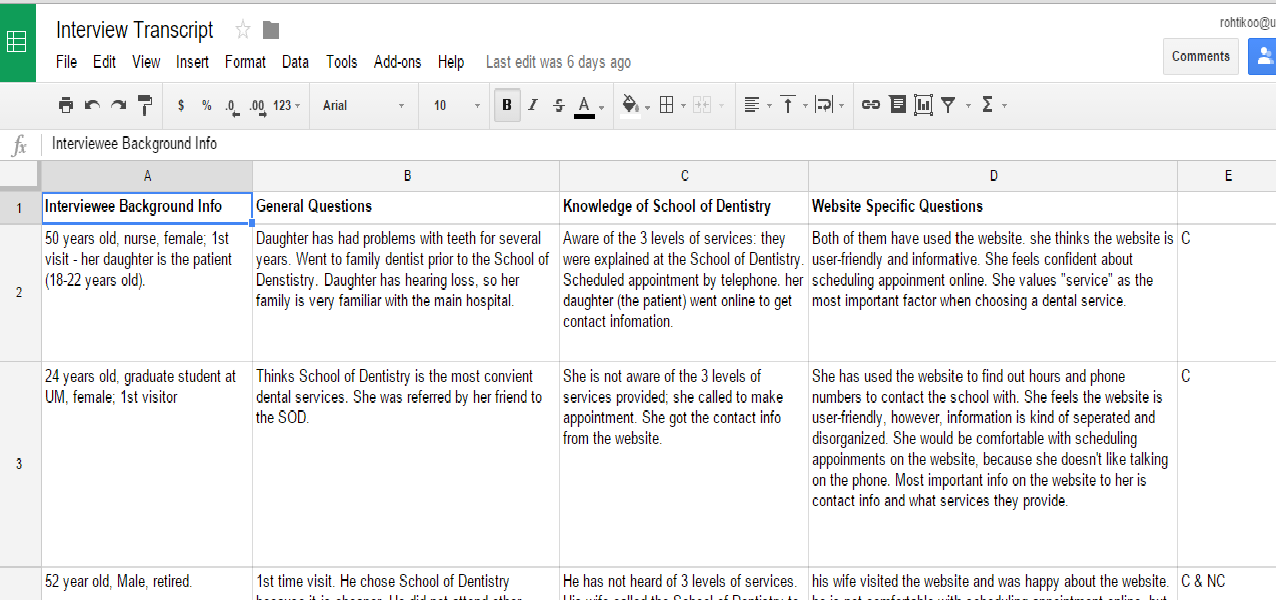 Interview Transcript
rohtikoo@u
File Edit View Insert Format Data Tools Add-ons Help Last edit was 6 days ago
Comments
$ % .0 .00 123 Arial 10 B I S A Σ
fx Interviewee Background Info
A B C D E
1 Interviewee Background Info General Questions Knowledge of School of Dentistry Website Specific Questions
2
50 years old, nurse, female; 1st
visit - her daughter is the patient
(18-22 years old).
Daughter has had problems with teeth for several
years. Went to family dentist prior to the School of
Denstistry. Daughter has hearing loss, so her
family is very familiar with the main hospital.
Aware of the 3 levels of services: they
were explained at the School of Dentistry.
Scheduled appointment by telephone. her
daughter (the patient) went online to get
contact infomation.
Both of them have used the website. she thinks the website is
user-friendly and informative. She feels confident about
scheduling appoinment online. She values "service" as the
most important factor when choosing a dental service.
C
3
24 years old, graduate student at
UM, female; 1st visitor
Thinks School of Dentistry is the most convient
dental services. She was referred by her friend to
the SOD.
She is not aware of the 3 levels of
services provided; she called to make
appointment. She got the contact info
from the website.
She has used the website to find out hours and phone
numbers to contact the school with. She feels the website is
user-friendly, however, information is kind of seperated and
disorganized. She would be comfortable with scheduling
appoinments on the website, because she doesn't like talking
on the phone. Most important info on the website to her is
contact info and what services they provide.
C
52 year old, Male, retired.
1st time visit. He chose School of Dentistry
He has not heard of 3 levels of services.
his wife visited the website and was happy about the website.
C & NC